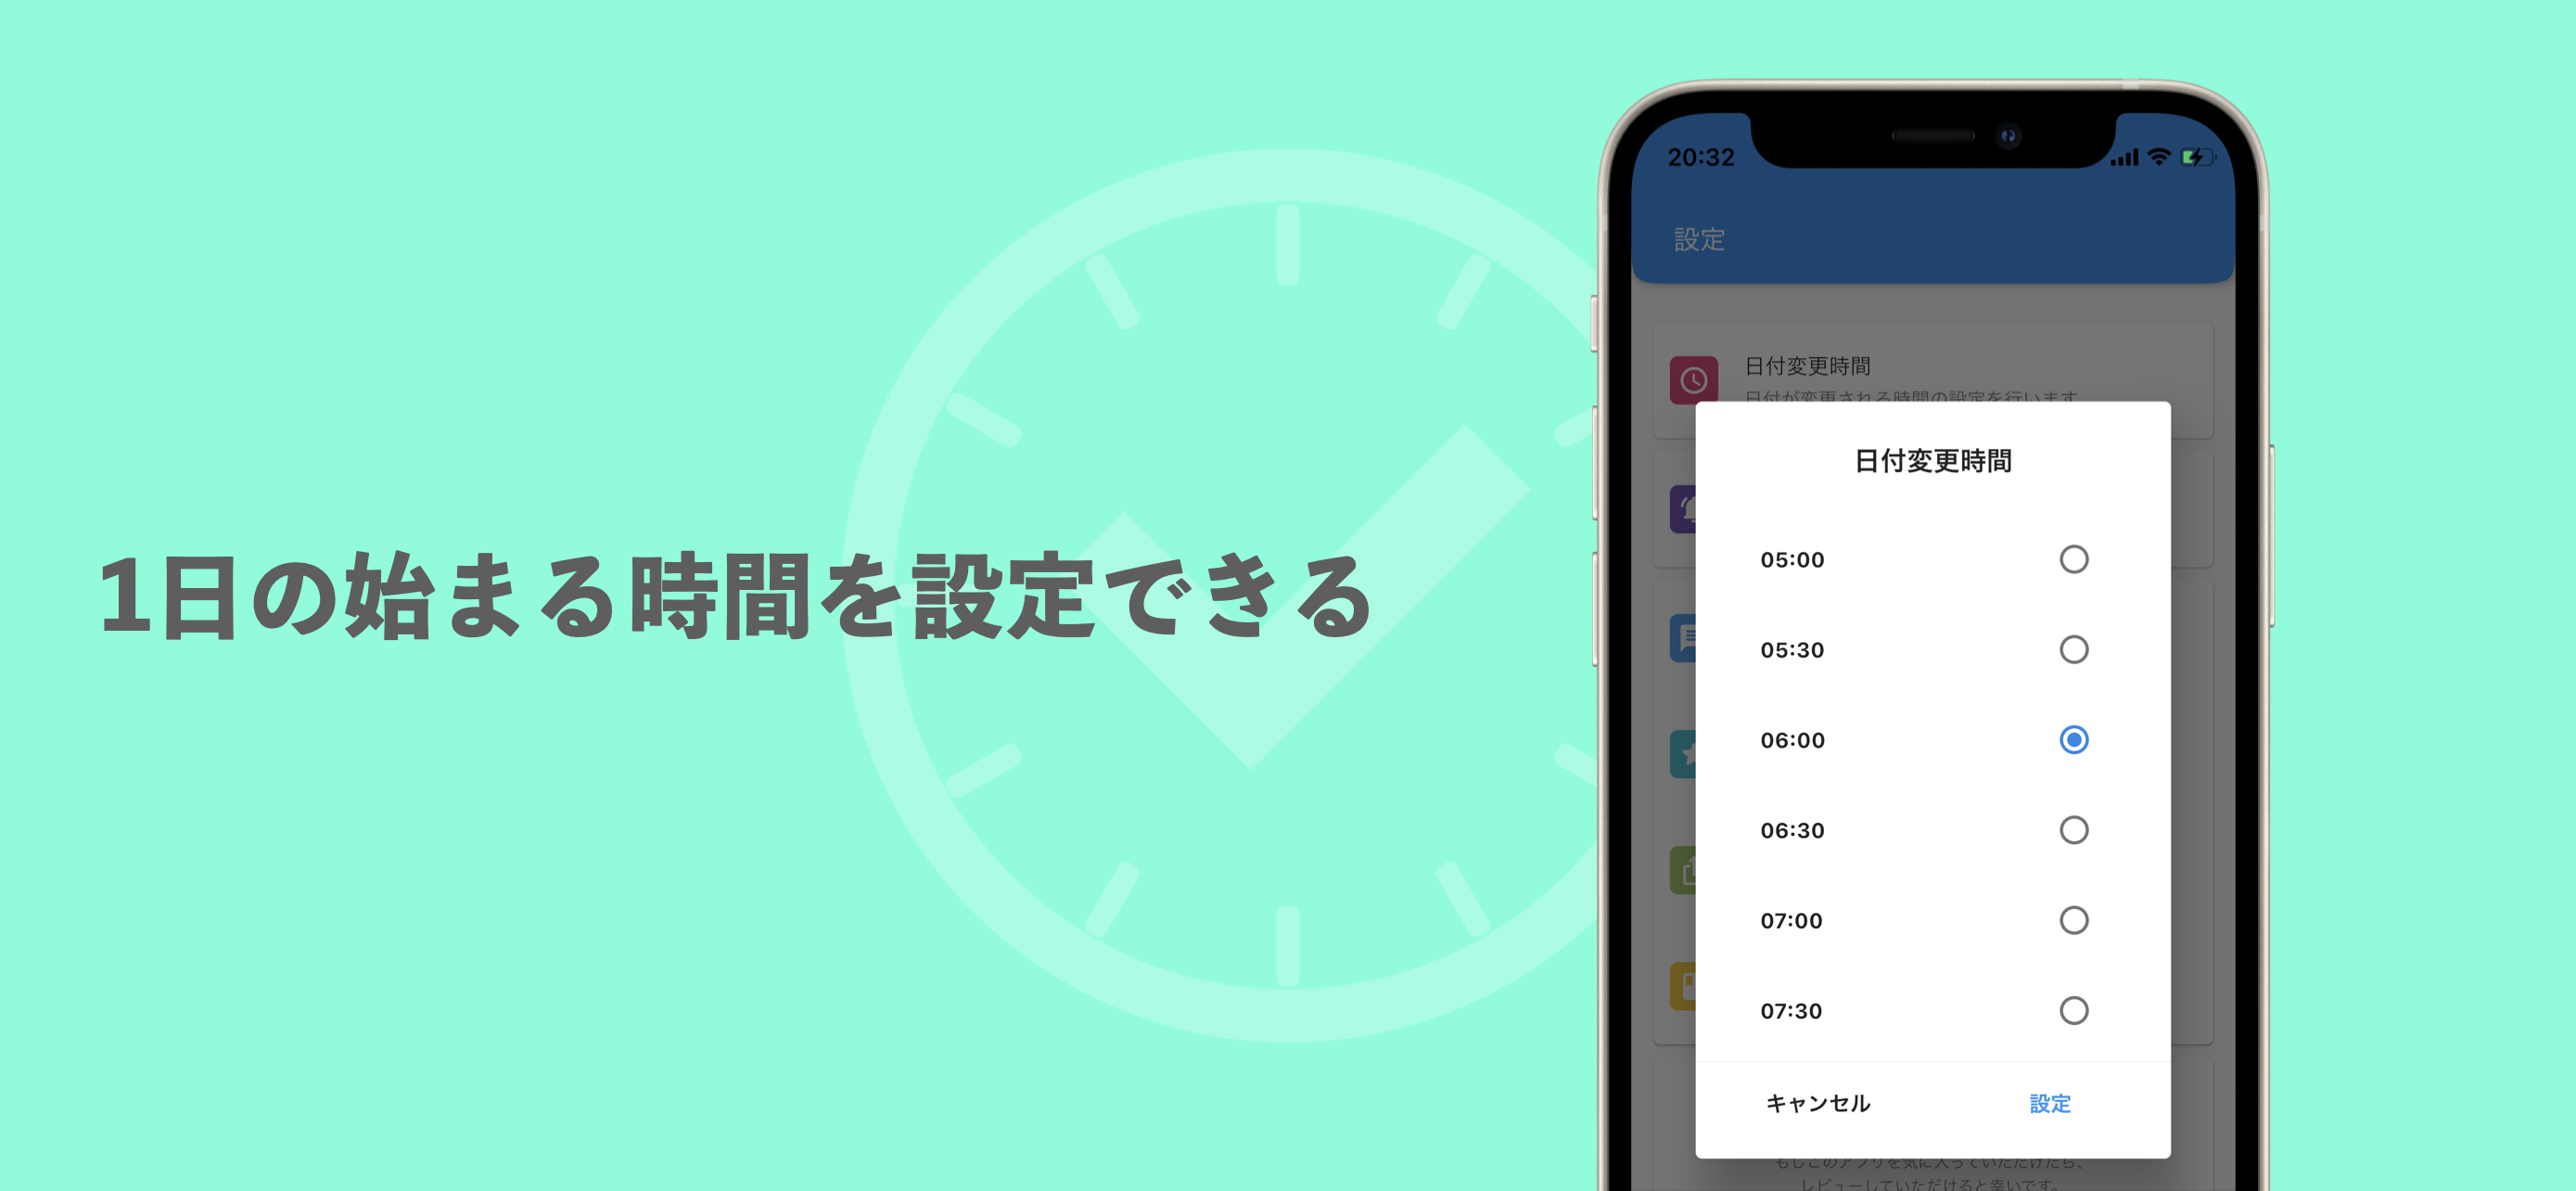 1日の始まる時間を設定できる
20:32
設定
日付変更時間
日付が変更される時間の設定を行います
日付変更時間
05:00
05:30
06:00
06:30
07:00
07:30
キャンセル
設定
もしこのアプリを気に入っていただけたら、
レビューしていただけると幸いです。